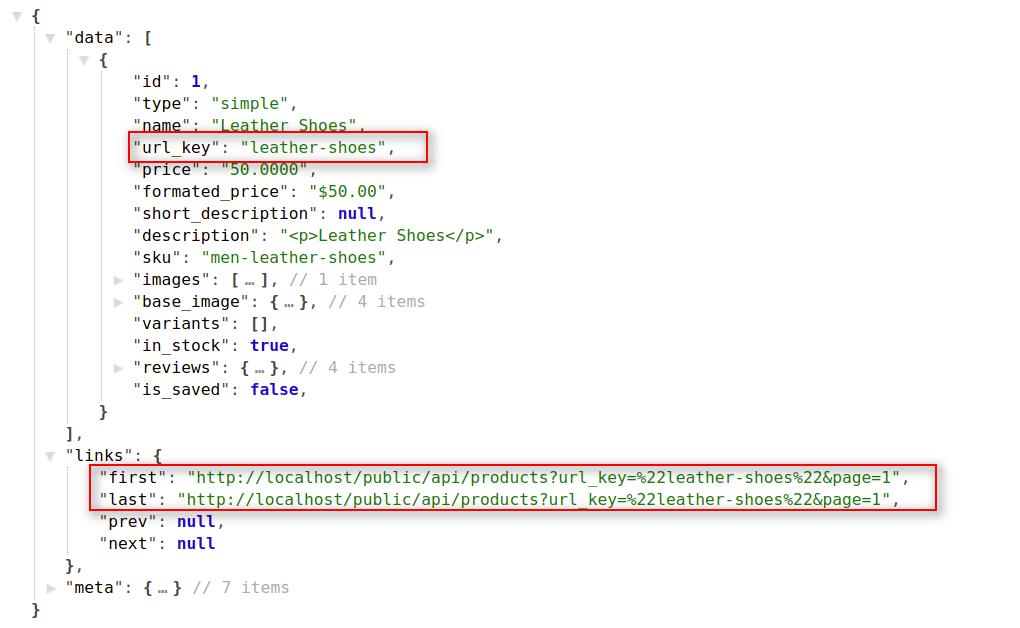 {
"data": [
{
"id": 1,
"type": "simple",
"name": "Leather Shoes",
"url_key": "leather-shoes",
"price": "50.0000",
"formated_price": "$50.00",
"short_description": null,
"description": "<p>Leather Shoes</p>",
"sku": "men-leather-shoes",
"images": [ … ], // 1 item
"base_image": { … }, // 4 items
"variants": [],
"in_stock": true,
"reviews": { … }, // 4 items
"is_saved": false,
}
],
"links": {
"first": "http://localhost/public/api/products?url_key=%22leather-shoes%22&page=1",
"last": "http://localhost/public/api/products?url_key=%22leather-shoes%22&page=1",
"prev": null,
"next": null
},
"meta": { … } // 7 items
}